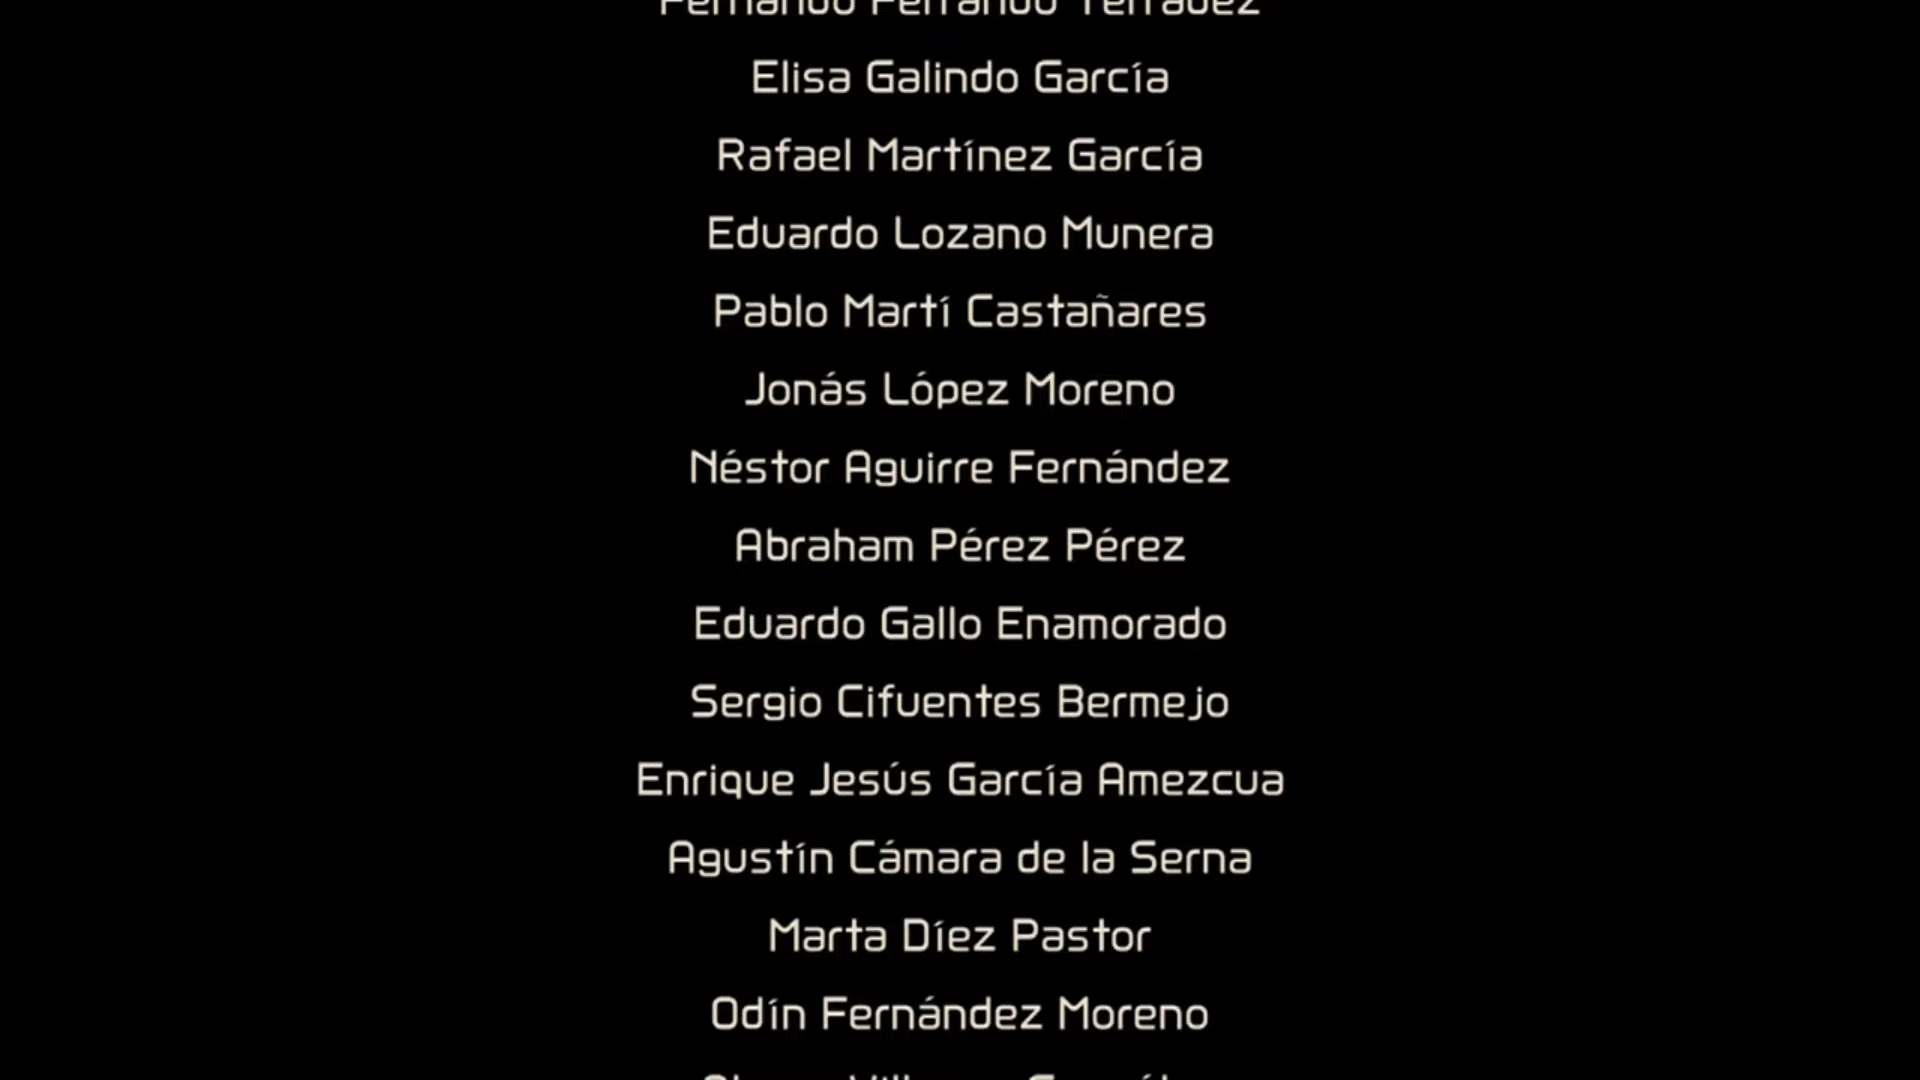 Fernando Ferrando
Elisa Galindo García
Rafael Martínez García
Eduardo Lozano Munera
Pablo Martí Castañares
Jonás López Moreno
Néstor Aguirre Fernández
Abraham Pérez Pérez
Eduardo Gallo Enamorado
Sergio Cifuentes Bermejo
Enrique Jesús García Amezcua
Agustín Cámara de la Serna
Marta Díez Pastor
Odín Fernández Moreno